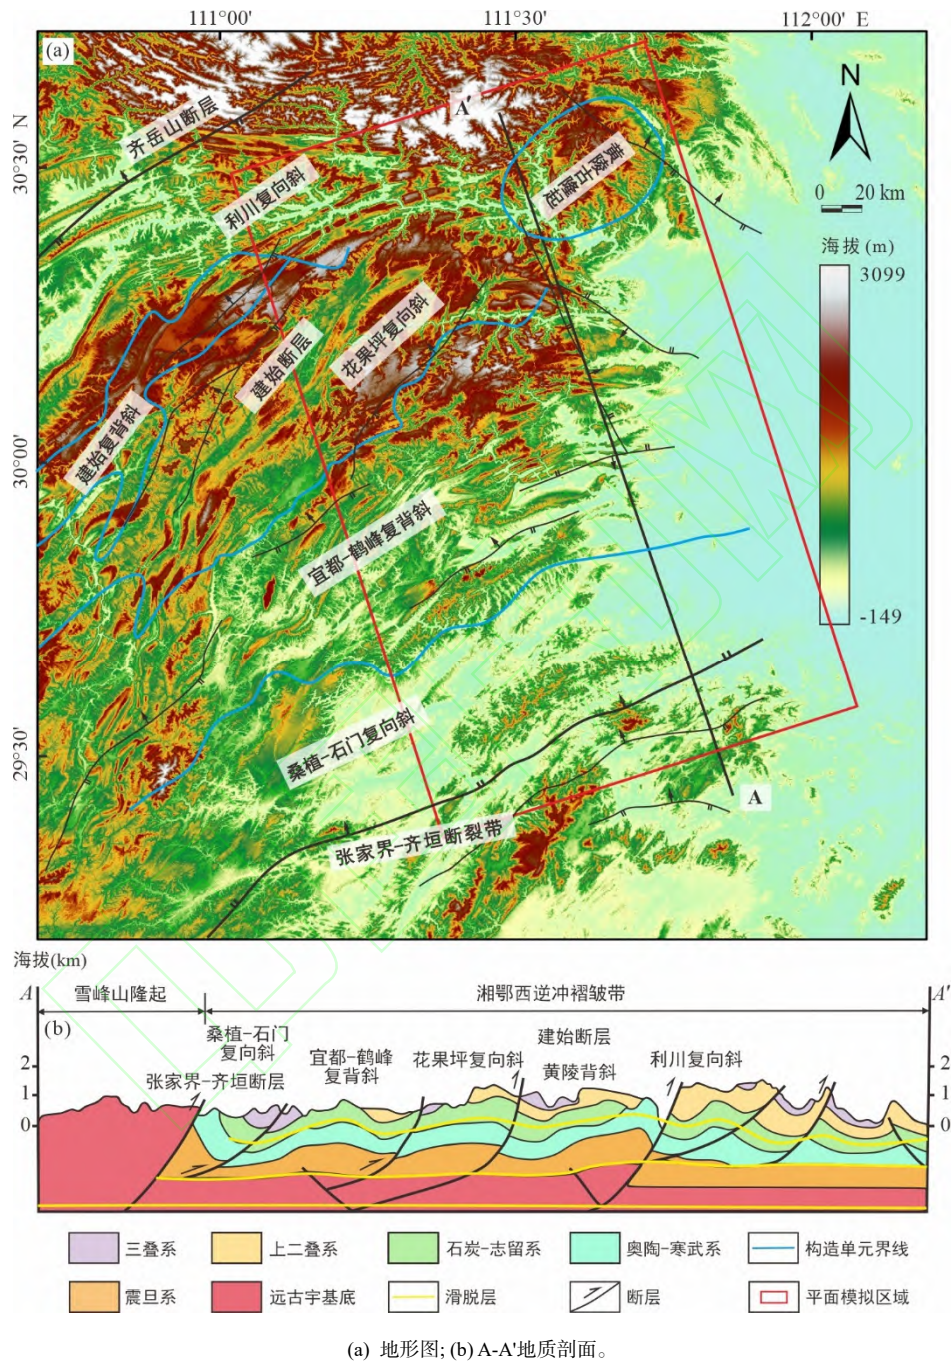 111°00'
111°30'
112°00' E
(a)
N
A'
30°30' N
齐岳山断层
黄陵古隆起
利川复向斜
0 20 km
海拔 (m)
3099
花果坪复向斜
建始断层
建始复背斜
30°00'
宜都-鹤峰复背斜
-149
29°30'
桑植-石门复向斜
A
张家界-齐垣断裂带
海拔(km)
A
雪峰山隆起
湘鄂西逆冲褶皱带
A'
(b)
桑植-石门
复向斜
建始断层
宜都-鹤峰
复背斜
花果坪复向斜
黄陵背斜
利川复向斜
张家界-齐垣断层
2
1
0
2
1
0
三叠系
上二叠系
石炭-志留系
奥陶-寒武系
构造单元界线
震旦系
远古宇基底
滑脱层
断层
平面模拟区域
(a) 地形图; (b) A-A'地质剖面。